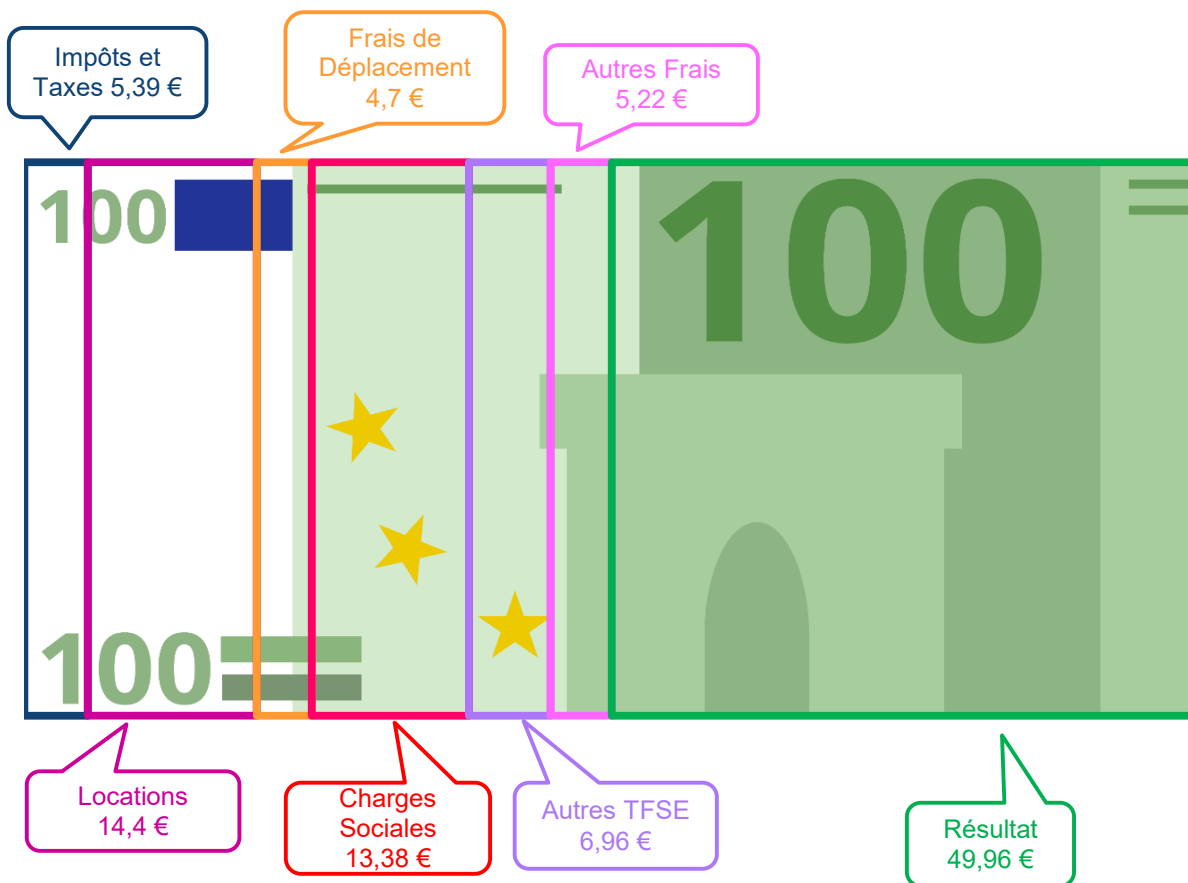 Impôts et
Taxes 5,39 €
Frais de
Déplacement
4,7 €
Autres Frais
5,22 €
100
100
100
Locations
14,4 €
Charges
Sociales
13,38 €
Autres TFSE
6,96 €
Résultat
49,96 €